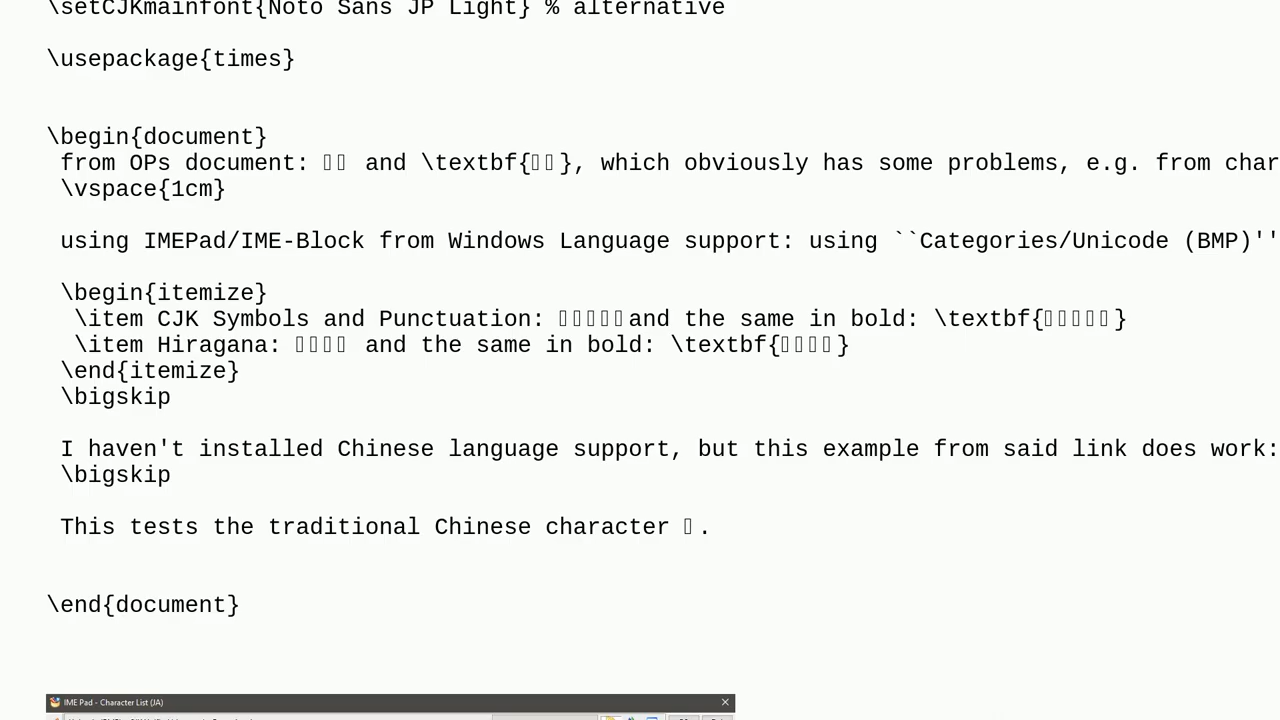 \setCJKmainfont{Noto Sans JP Light} % alternative
\usepackage{times}
\begin{document}
from OPs document: and \textbf{}, which obviously has some problems, e.g. from char
\vspace{1cm}
using IMEPad/IME-Block from Windows Language support: using ``Categories/Unicode (BMP)''
\begin{itemize}
\item CJK Symbols and Punctuation: and the same in bold: \textbf{}
\item Hiragana: and the same in bold: \textbf{}
\end{itemize}
\bigskip
I haven't installed Chinese language support, but this example from said link does work:
\bigskip
This tests the traditional Chinese character .
\end{document}
IME Pad - Character List (JA)